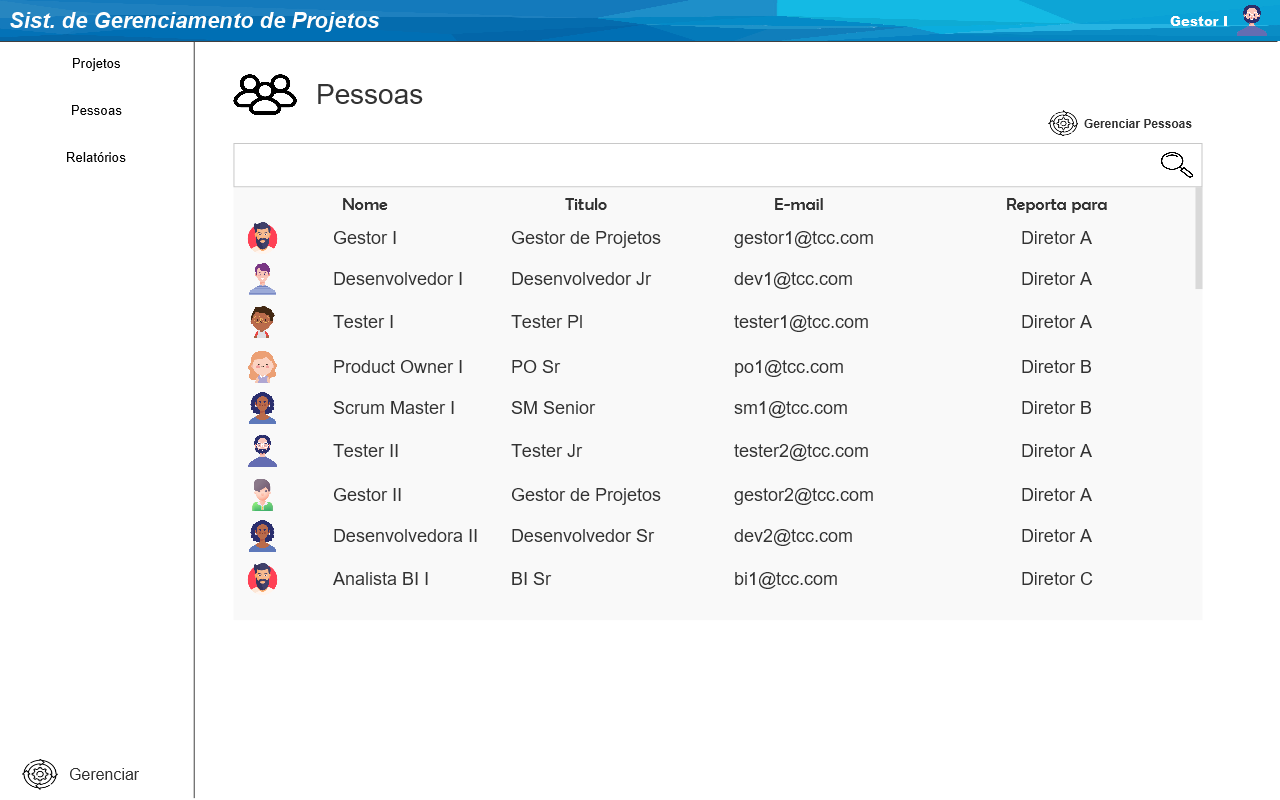 Sist. de Gerenciamento de Projetos
Gestor I
Projetos
Pessoas
Relatórios
Pessoas
Gerenciar Pessoas
Nome Titulo E-mail Reporta para
Gestor I Gestor de Projetos gestor1@tcc.com Diretor A
Desenvolvedor I Desenvolvedor Jr dev1@tcc.com Diretor A
Tester I Tester Pl tester1@tcc.com Diretor A
Product Owner I PO Sr po1@tcc.com Diretor B
Scrum Master I SM Senior sm1@tcc.com Diretor B
Tester II Tester Jr tester2@tcc.com Diretor A
Gestor II Gestor de Projetos gestor2@tcc.com Diretor A
Desenvolvedora II Desenvolvedor Sr dev2@tcc.com Diretor A
Analista BI I BI Sr bi1@tcc.com Diretor C
Gerenciar